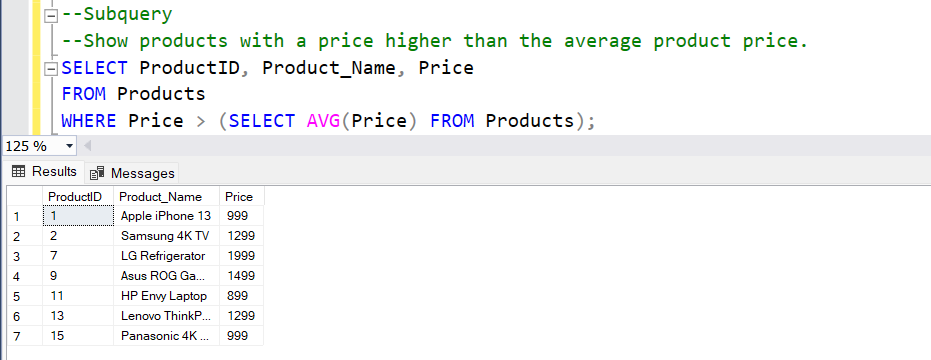 --Subquery
--Show products with a price higher than the average product price.
SELECT ProductID, Product_Name, Price
FROM Products
WHERE Price > (SELECT AVG(Price) FROM Products);
125 %
Results Messages
ProductID Product_Name Price
1 1 Apple iPhone 13 999
2 2 Samsung 4K TV 1299
3 7 LG Refrigerator 1999
4 9 Asus ROG Ga... 1499
5 11 HP Envy Laptop 899
6 13 Lenovo ThinkP... 1299
7 15 Panasonic 4K ... 999